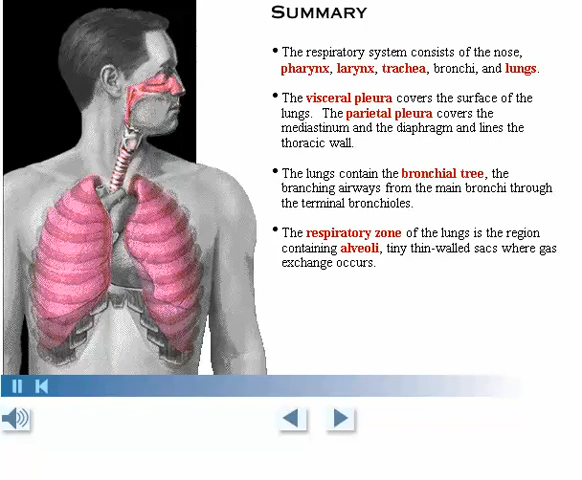 SUMMARY
• The respiratory system consists of the nose,
pharynx, larynx, trachea, bronchi, and lungs.
• The visceral pleura covers the surface of the
lungs. The parietal pleura covers the
mediastinum and the diaphragm and lines the
thoracic wall.
• The lungs contain the bronchial tree, the
branching airways from the main bronchi through
the terminal bronchioles.
• The respiratory zone of the lungs is the region
containing alveoli, tiny thin-walled sacs where gas
exchange occurs.